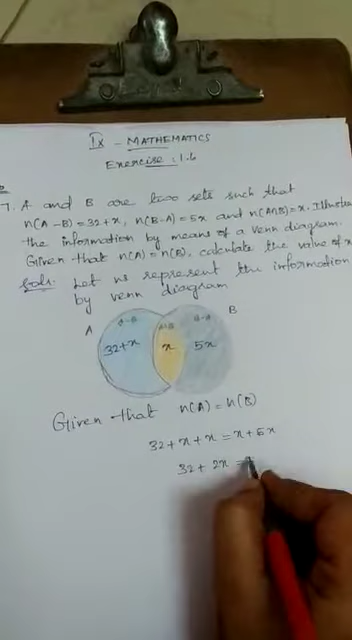 IX - MATHEMATICS
Exercise: 1.6
7. A and B are two sets such that
n(A-B)=32+x, n(B-A)=5x and n(A∩B)=x. Illustrate
the information by means of a venn diagram.
Given that n(A)=n(B), calculate the value of x
Soln: Let us represent the information
by venn diagram
A A-B A∩B B-A B
32+x x 5x
Given that n(A)=n(B)
32+x+x=x+5x
32+2x=